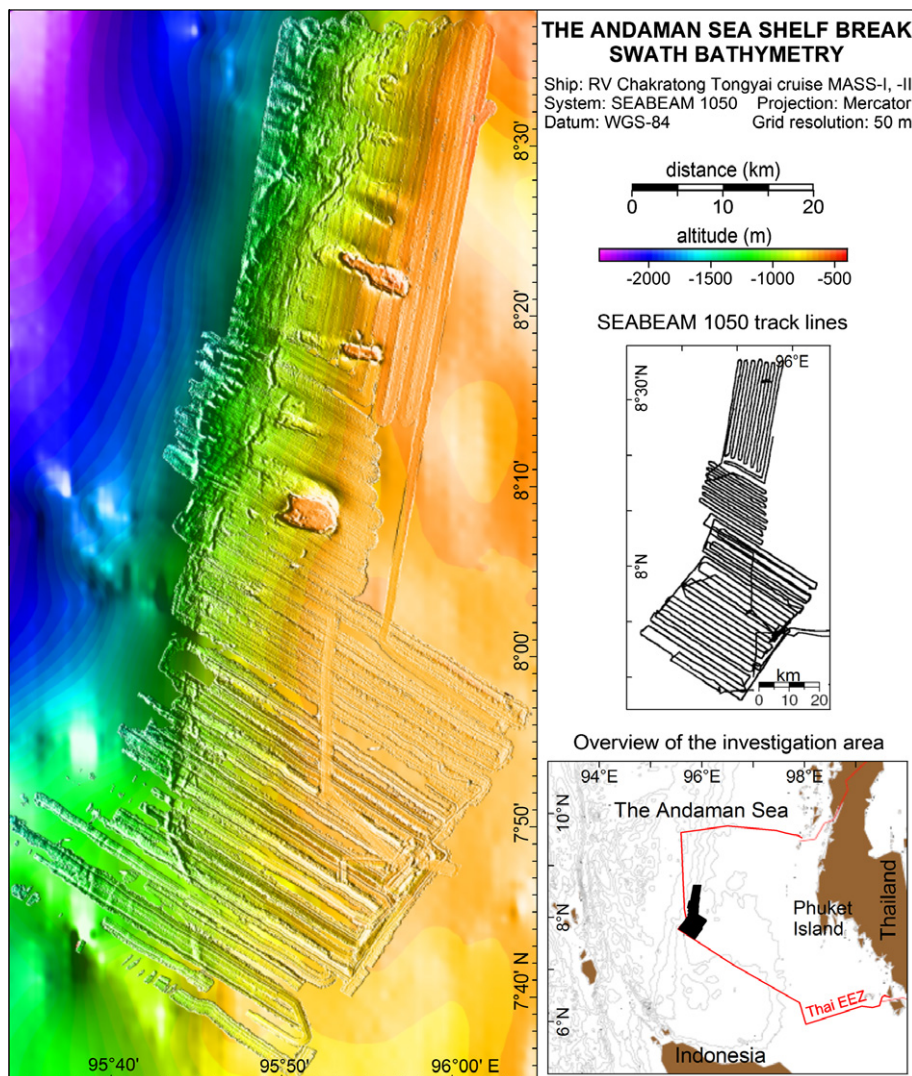 THE ANDAMAN SEA SHELF BREAK
SWATH BATHYMETRY
Ship: RV Chakratong Tongyai cruise MASS-I, -II
System: SEABEAM 1050 Projection: Mercator
Datum: WGS-84 Grid resolution: 50 m
distance (km)
0 10 20
altitude (m)
-2000 -1500 -1000 -500
SEABEAM 1050 track lines
96°E
8°30' N
8°N
km
0 10 20
Overview of the investigation area
94°E 96°E 98°E
10°N
8°N
6°N
The Andaman Sea
Phuket
Island
Thailand
Thai EEZ
Indonesia
8°30'
8°20'
8°10'
8°00'
7°50'
7°40' N
95°40' 95°50' 96°00' E